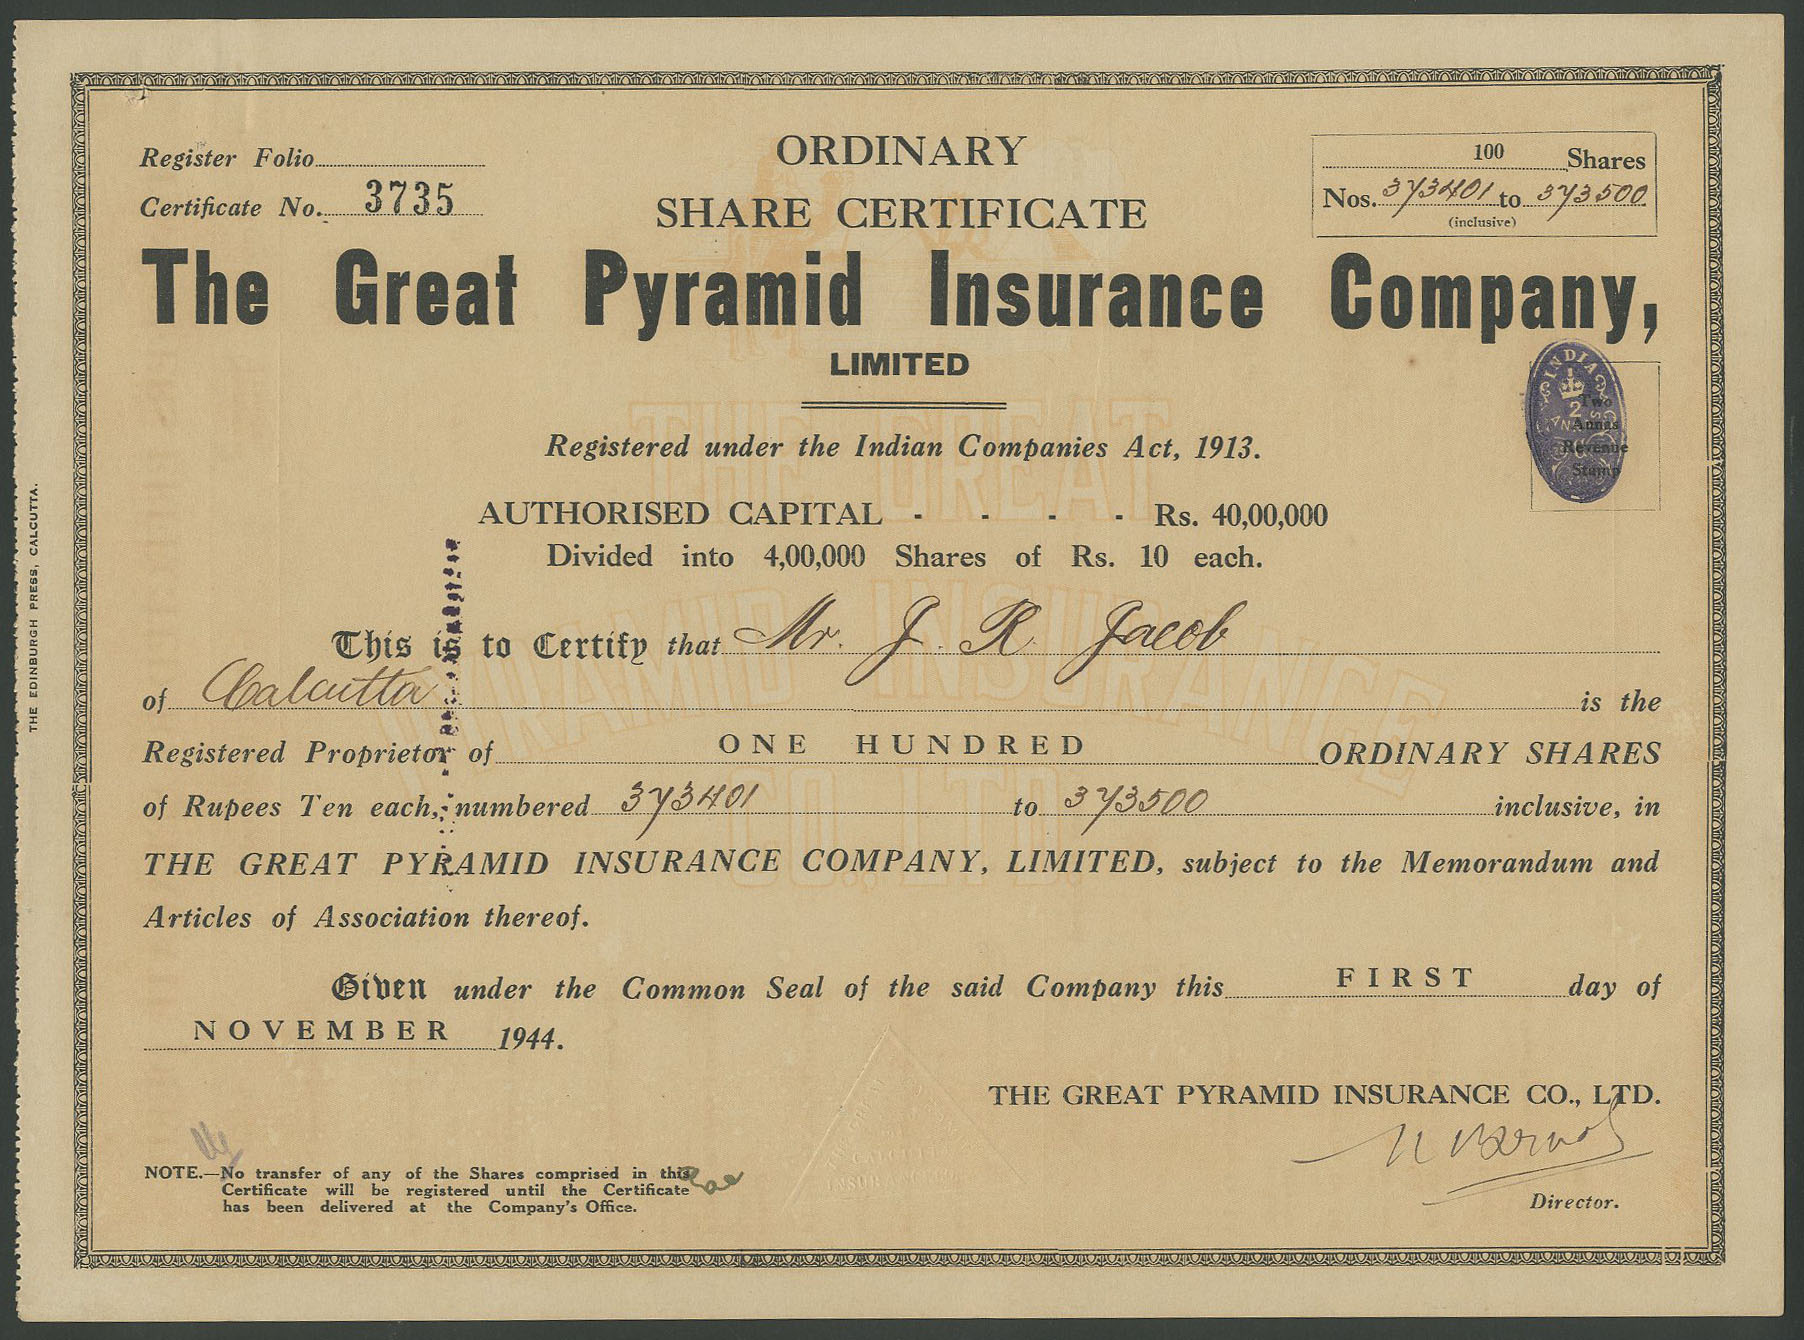 Register Folio
Certificate No. 3735
ORDINARY
SHARE CERTIFICATE
100 Shares
Nos. 373401 to 373500
(inclusive)
The Great Pyramid Insurance Company,
LIMITED
INDIA
2
Two
Annas
Revenue
Stamp
Registered under the Indian Companies Act, 1913.
AUTHORISED CAPITAL - - - - Rs. 40,00,000
Divided into 4,00,000 Shares of Rs. 10 each.
This is to Certify that Mr. J. R. Jacob
of Calcutta is the
Registered Proprietor of ONE HUNDRED ORDINARY SHARES
of Rupees Ten each, numbered 373401 to 373500 inclusive, in
THE GREAT PYRAMID INSURANCE COMPANY, LIMITED, subject to the Memorandum and
Articles of Association thereof.
Given under the Common Seal of the said Company this FIRST day of
NOVEMBER 1944.
THE GREAT PYRAMID INSURANCE CO., LTD.
Director.
NOTE.—No transfer of any of the Shares comprised in this
Certificate will be registered until the Certificate
has been delivered at the Company's Office.
THE EDINBURGH PRESS, CALCUTTA.
THE GREAT
PYRAMID INSURANCE
CO., LTD.